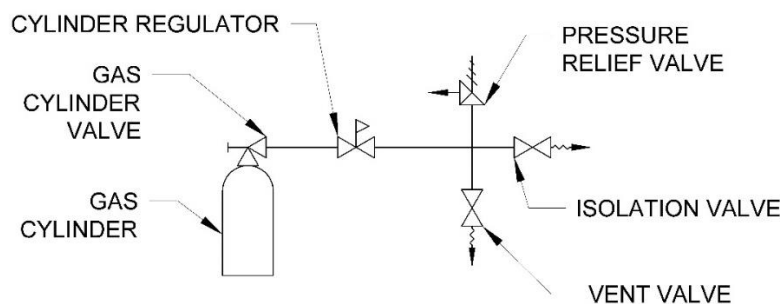 CYLINDER REGULATOR
GAS
CYLINDER
VALVE
GAS
CYLINDER
PRESSURE
RELIEF VALVE
ISOLATION VALVE
VENT VALVE